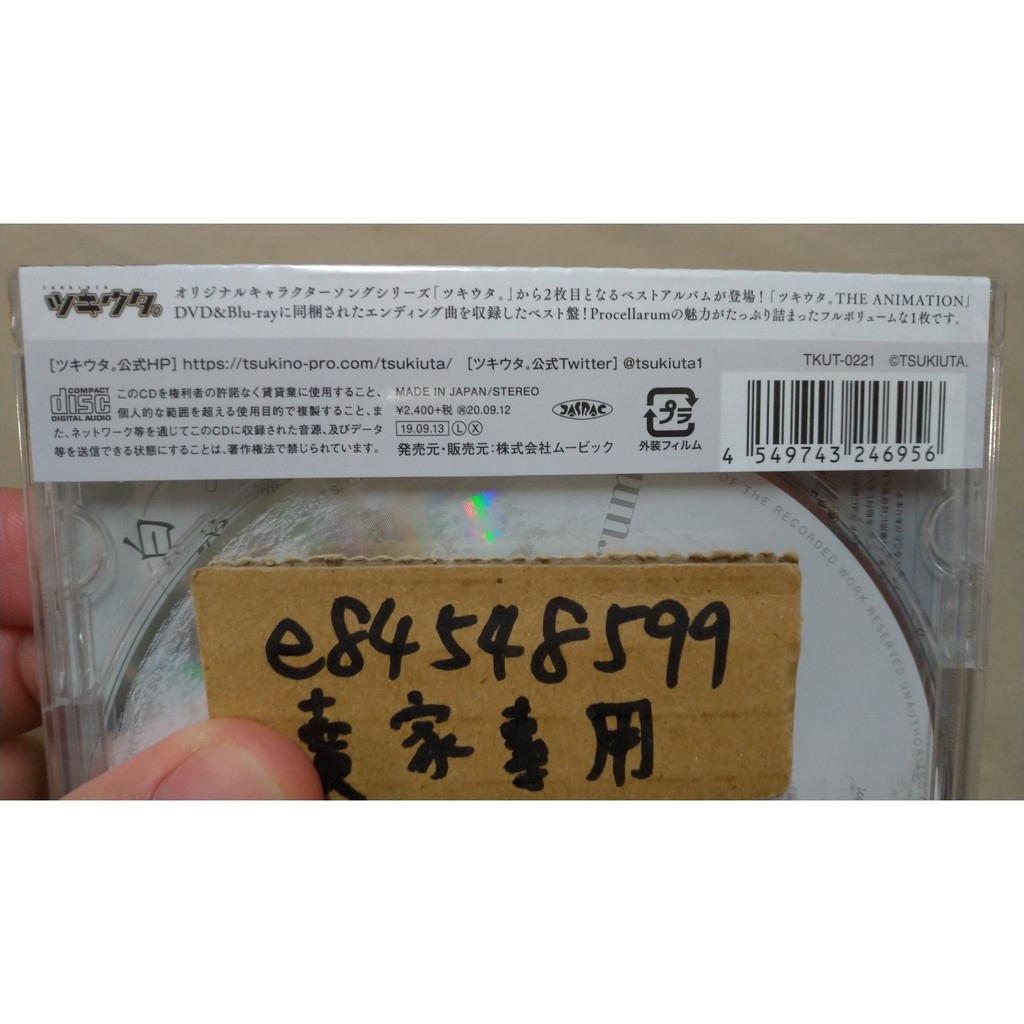 ツキウタ。
オリジナルキャラクターソングシリーズ「ツキウタ。」から2枚目となるベストアルバムが登場！「ツキウタ。THE ANIMATION」
DVD&Blu-rayに同梱されたエンディング曲を収録したベスト盤！Procellarumの魅力がたっぷり詰まったフルボリュームな1枚です。
[ツキウタ。公式HP] https://tsukino-pro.com/tsukiuta/ [ツキウタ。公式Twitter] @tsukiuta1
TKUT-0221 ©TSUKIUTA.
COMPACT
disc
DIGITAL AUDIO
このCDを権利者の許諾なく賃貸業に使用すること、
個人的な範囲を超える使用目的で複製すること、ま
た、ネットワーク等を通じてこのCDに収録された音源、及びデータ
等を送信できる状態にすることは、著作権法で禁じられています。
MADE IN JAPAN/STEREO
¥2,400+税 20.09.12
19.09.13 Ⓛ Ⓧ
発売元・販売元：株式会社ムービック
JASRAC
プラ
外装フィルム
4 549743 246956
白
OF THE RECORDED WORK RESERVED. UNAUTHORIZED
e84548599
賣家專用